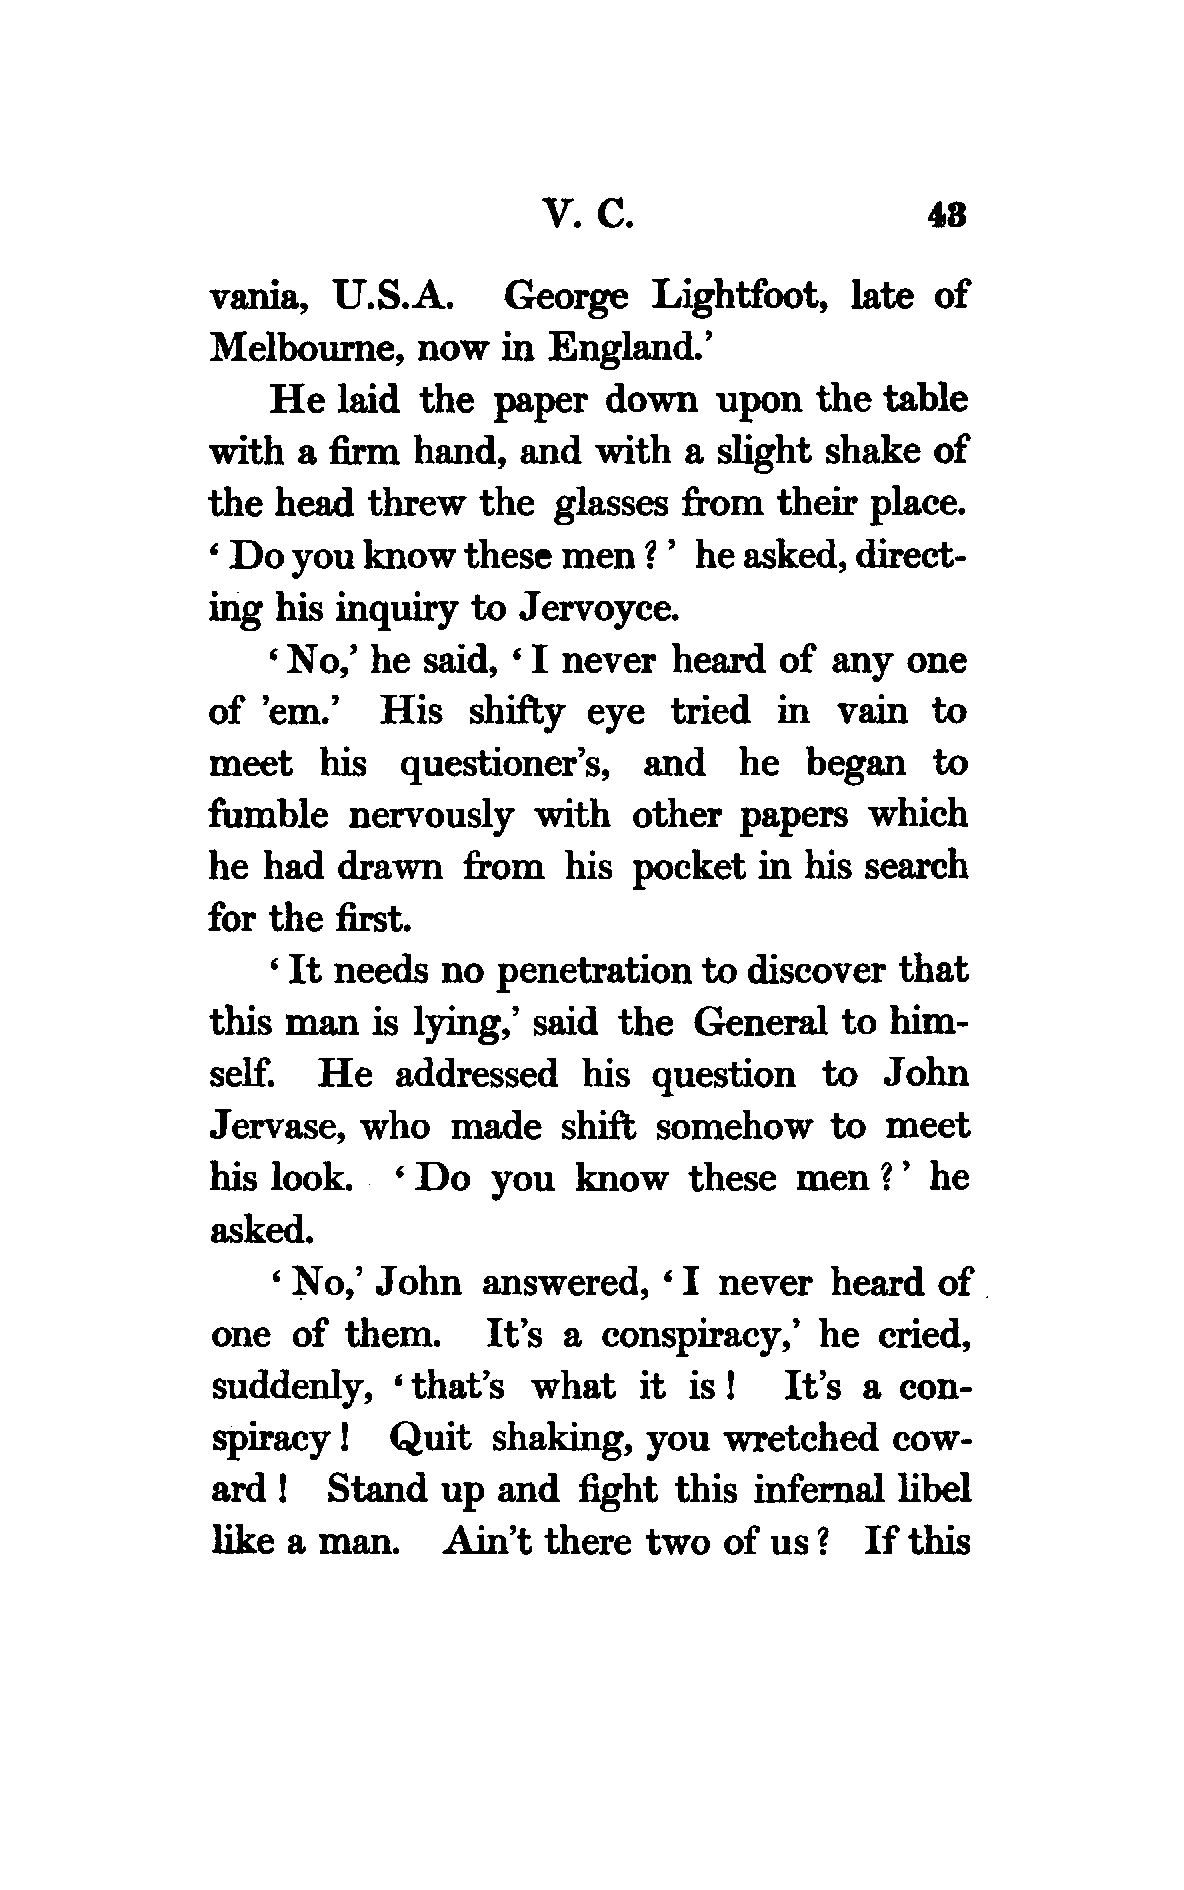 V. C. 43
vania, U.S.A. George Lightfoot, late of
Melbourne, now in England.’
He laid the paper down upon the table
with a firm hand, and with a slight shake of
the head threw the glasses from their place.
‘ Do you know these men ? ’ he asked, direct-
ing his inquiry to Jervoyce.
‘ No,’ he said, ‘ I never heard of any one
of ’em.’ His shifty eye tried in vain to
meet his questioner’s, and he began to
fumble nervously with other papers which
he had drawn from his pocket in his search
for the first.
‘ It needs no penetration to discover that
this man is lying,’ said the General to him-
self. He addressed his question to John
Jervase, who made shift somehow to meet
his look. ‘ Do you know these men ? ’ he
asked.
‘ No,’ John answered, ‘ I never heard of
one of them. It’s a conspiracy,’ he cried,
suddenly, ‘ that’s what it is ! It’s a con-
spiracy ! Quit shaking, you wretched cow-
ard ! Stand up and fight this infernal libel
like a man. Ain’t there two of us ? If this